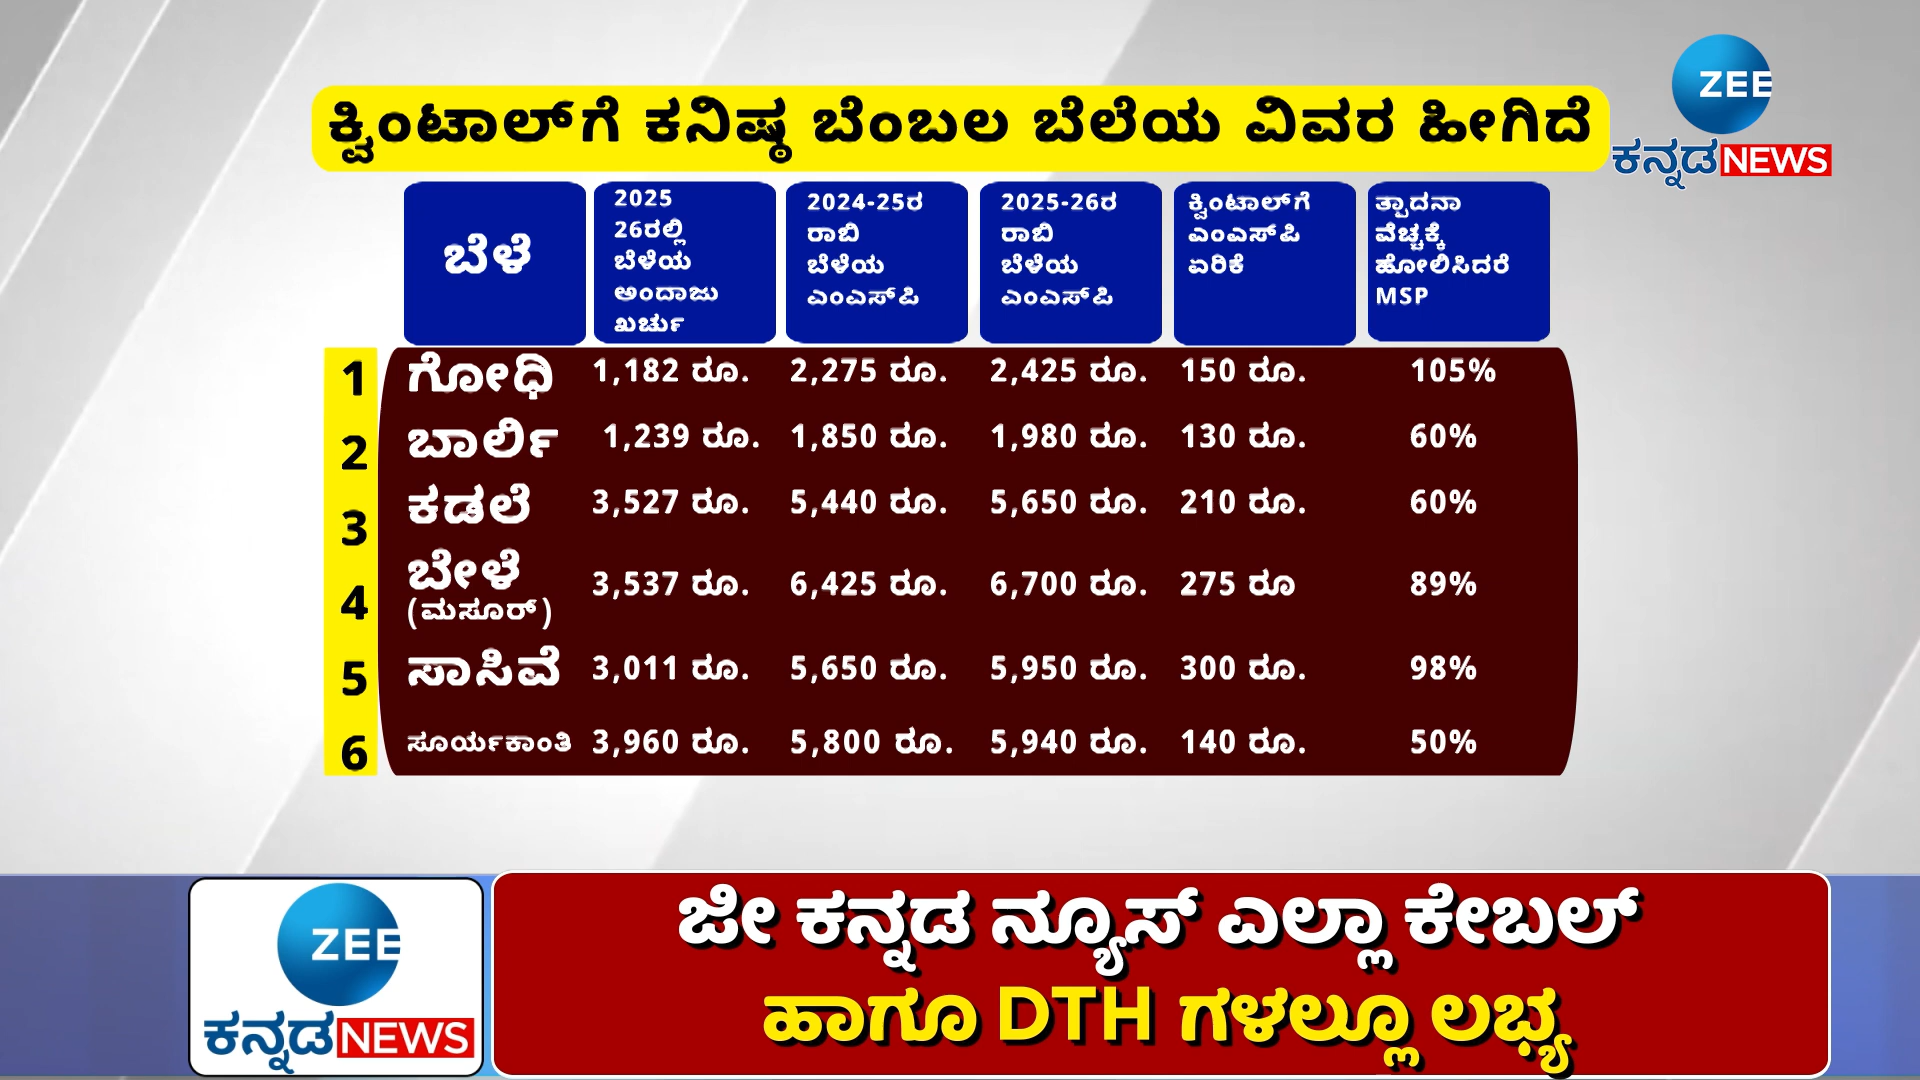 ಕ್ವಿಂಟಾಲ್‌ಗೆ ಕನಿಷ್ಠ ಬೆಂಬಲ ಬೆಲೆಯ ವಿವರ ಹೀಗಿದೆ
ZEE
ಕನ್ನಡ NEWS
ಬೆಳೆ
2025
26ರಲ್ಲಿ
ಬೆಳೆಯ
ಅಂದಾಜು
ಖರ್ಚು
2024-25ರ
ರಾಬಿ
ಬೆಳೆಯ
ಎಂಎಸ್‌ಪಿ
2025-26ರ
ರಾಬಿ
ಬೆಳೆಯ
ಎಂಎಸ್‌ಪಿ
ಕ್ವಿಂಟಾಲ್‌ಗೆ
ಎಂಎಸ್‌ಪಿ
ಏರಿಕೆ
ತ್ಪಾದನಾ
ವೆಚ್ಚಕ್ಕೆ
ಹೋಲಿಸಿದರೆ
MSP
1 ಗೋಧಿ 1,182 ರೂ. 2,275 ರೂ. 2,425 ರೂ. 150 ರೂ. 105%
2 ಬಾರ್ಲಿ 1,239 ರೂ. 1,850 ರೂ. 1,980 ರೂ. 130 ರೂ. 60%
3 ಕಡಲೆ 3,527 ರೂ. 5,440 ರೂ. 5,650 ರೂ. 210 ರೂ. 60%
4 ಬೇಳೆ 3,537 ರೂ. 6,425 ರೂ. 6,700 ರೂ. 275 ರೂ 89%
(ಮಸೂರ್)
5 ಸಾಸಿವೆ 3,011 ರೂ. 5,650 ರೂ. 5,950 ರೂ. 300 ರೂ. 98%
6 ಸೂರ್ಯಕಾಂತಿ 3,960 ರೂ. 5,800 ರೂ. 5,940 ರೂ. 140 ರೂ. 50%
ZEE
ಕನ್ನಡ NEWS
ಜೀ ಕನ್ನಡ ನ್ಯೂಸ್ ಎಲ್ಲಾ ಕೇಬಲ್
ಹಾಗೂ DTH ಗಳಲ್ಲೂ ಲಭ್ಯ